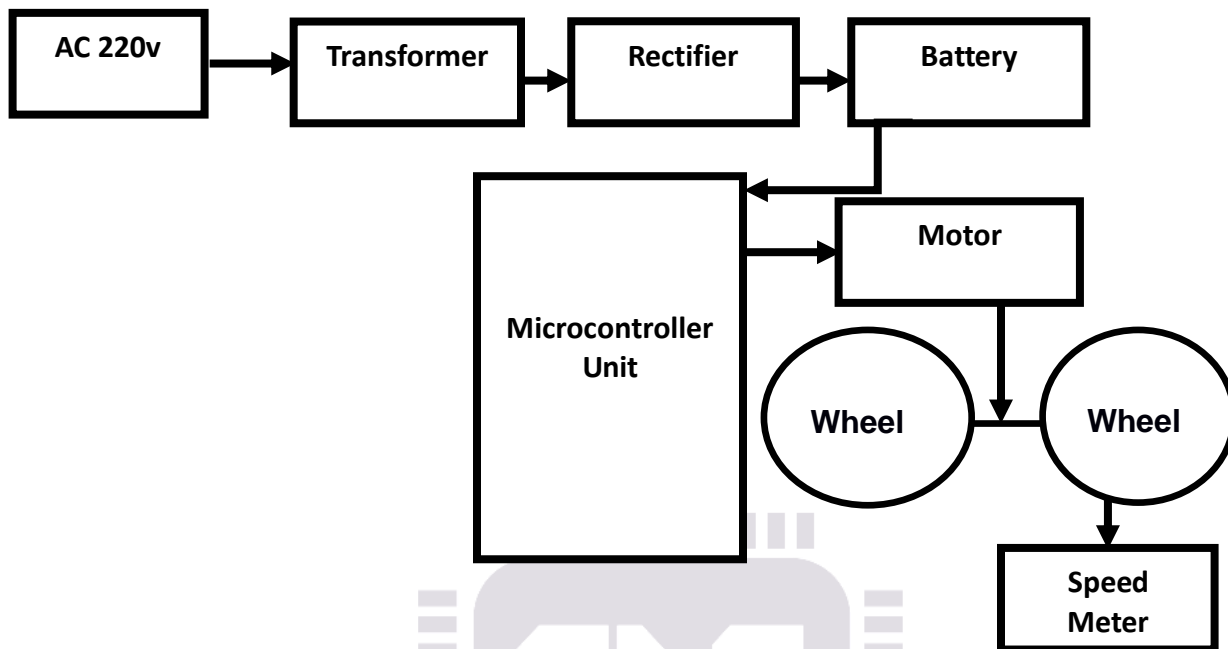 AC 220v
Transformer
Rectifier
Battery
Motor
Microcontroller
Unit
Wheel
Wheel
Speed
Meter